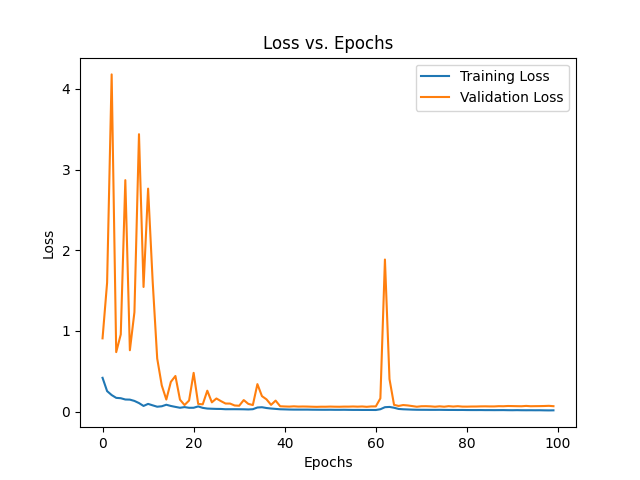 Loss vs. Epochs
Training Loss
Validation Loss
4
3
2
1
0
Loss
0 20 40 60 80 100
Epochs